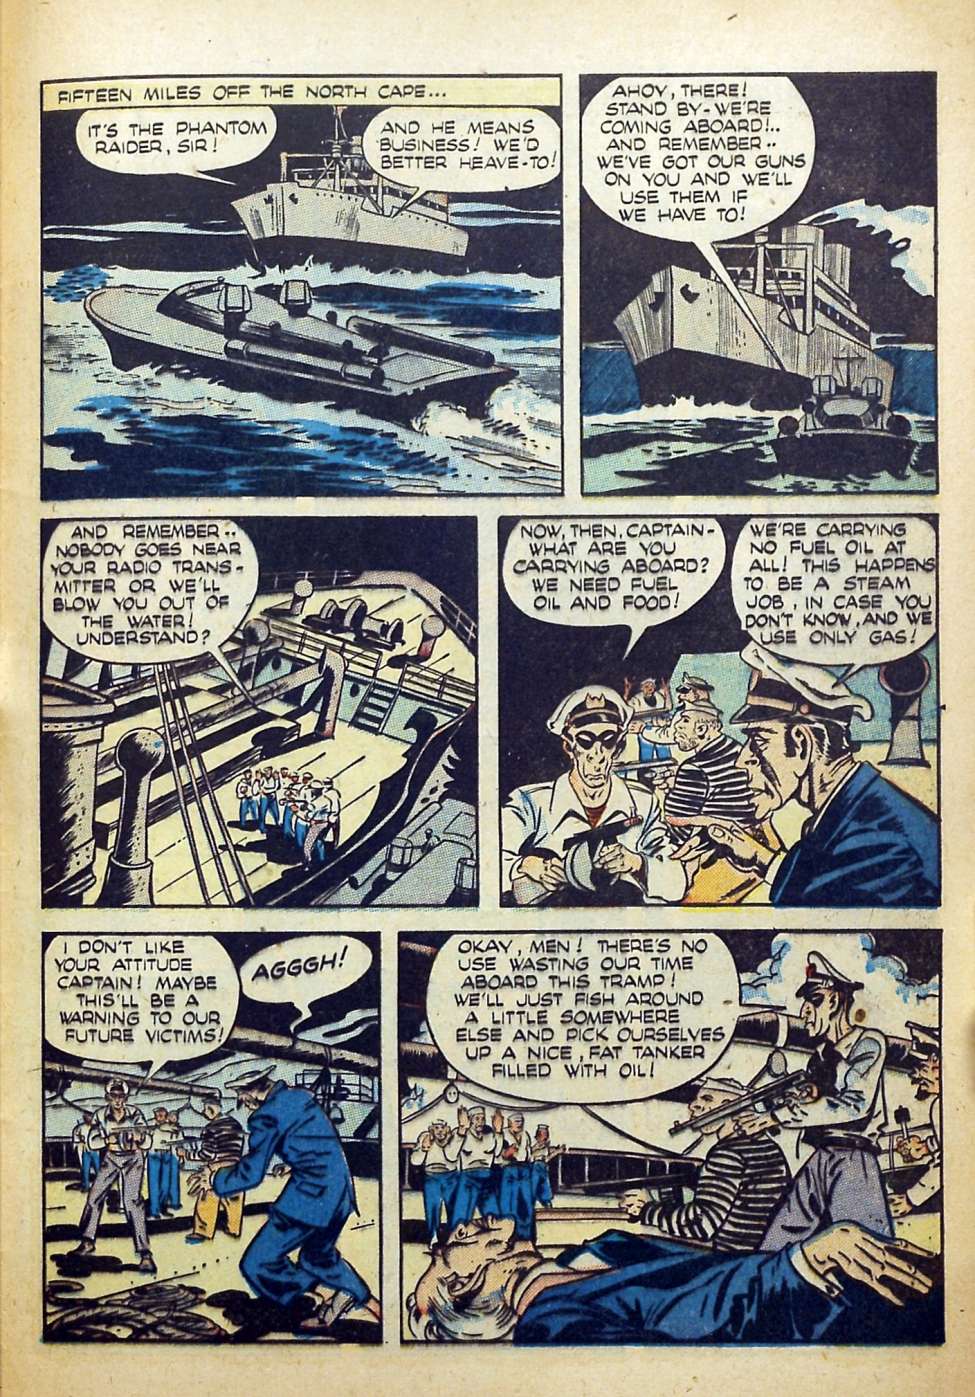 FIFTEEN MILES OFF THE NORTH CAPE...
IT'S THE PHANTOM
RAIDER, SIR!
AND HE MEANS
BUSINESS! WE'D
BETTER HEAVE-TO!
AHOY, THERE!
STAND BY-WE'RE
COMING ABOARD!..
AND REMEMBER..
WE'VE GOT OUR GUNS
ON YOU AND WE'LL
USE THEM IF
WE HAVE TO!
AND REMEMBER..
NOBODY GOES NEAR
YOUR RADIO TRANS-
MITTER OR WE'LL
BLOW YOU OUT OF
THE WATER!
UNDERSTAND?
NOW, THEN, CAPTAIN-
WHAT ARE YOU
CARRYING ABOARD?
WE NEED FUEL
OIL AND FOOD!
WE'RE CARRYING
NO FUEL OIL AT
ALL! THIS HAPPENS
TO BE A STEAM
JOB, IN CASE YOU
DON'T KNOW, AND WE
USE ONLY GAS!
I DON'T LIKE
YOUR ATTITUDE
CAPTAIN! MAYBE
THIS'LL BE A
WARNING TO OUR
FUTURE VICTIMS!
AGGGH!
OKAY, MEN! THERE'S NO
USE WASTING OUR TIME
ABOARD THIS TRAMP!
WE'LL JUST FISH AROUND
A LITTLE SOMEWHERE
ELSE AND PICK OURSELVES
UP A NICE, FAT TANKER
FILLED WITH OIL!